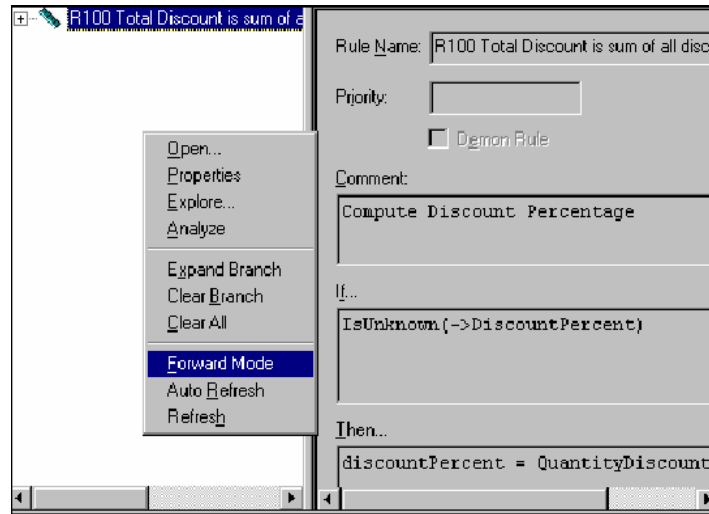 R100 Total Discount is sum of a
Open...
Properties
Explore...
Analyze
Expand Branch
Clear Branch
Clear All
Forward Mode
Auto Refresh
Refresh
Rule Name: R100 Total Discount is sum of all disc
Priority:
Demon Rule
Comment:
Compute Discount Percentage
If...
IsUnknown(->DiscountPercent)
Then...
discountPercent = QuantityDiscount